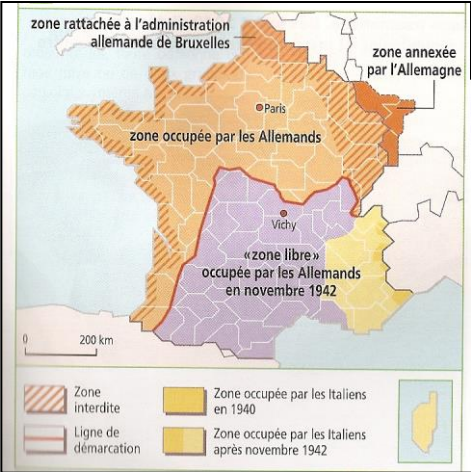 zone rattachée à l'administration
allemande de Bruxelles
zone annexée
par l'Allemagne
Paris
zone occupée par les Allemands
Vichy
«zone libre»
occupée par les Allemands
en novembre 1942
0 200 km
Zone
interdite
Zone occupée par les Italiens
en 1940
Ligne de
démarcation
Zone occupée par les Italiens
après novembre 1942